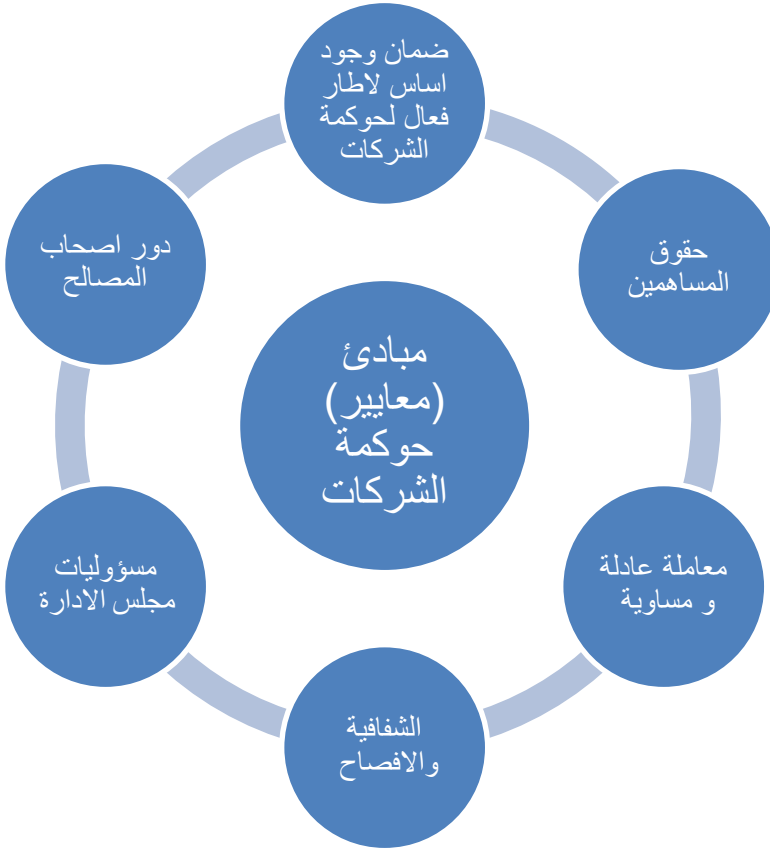 ضمان وجود
اساس لاطار
فعال لحوكمة
الشركات
حقوق
المساهمين
معاملة عادلة
و مساوية
الشفافية
والافصاح
مسؤوليات
مجلس الادارة
دور اصحاب
المصالح
مبادئ
(معايير)
حوكمة
الشركات